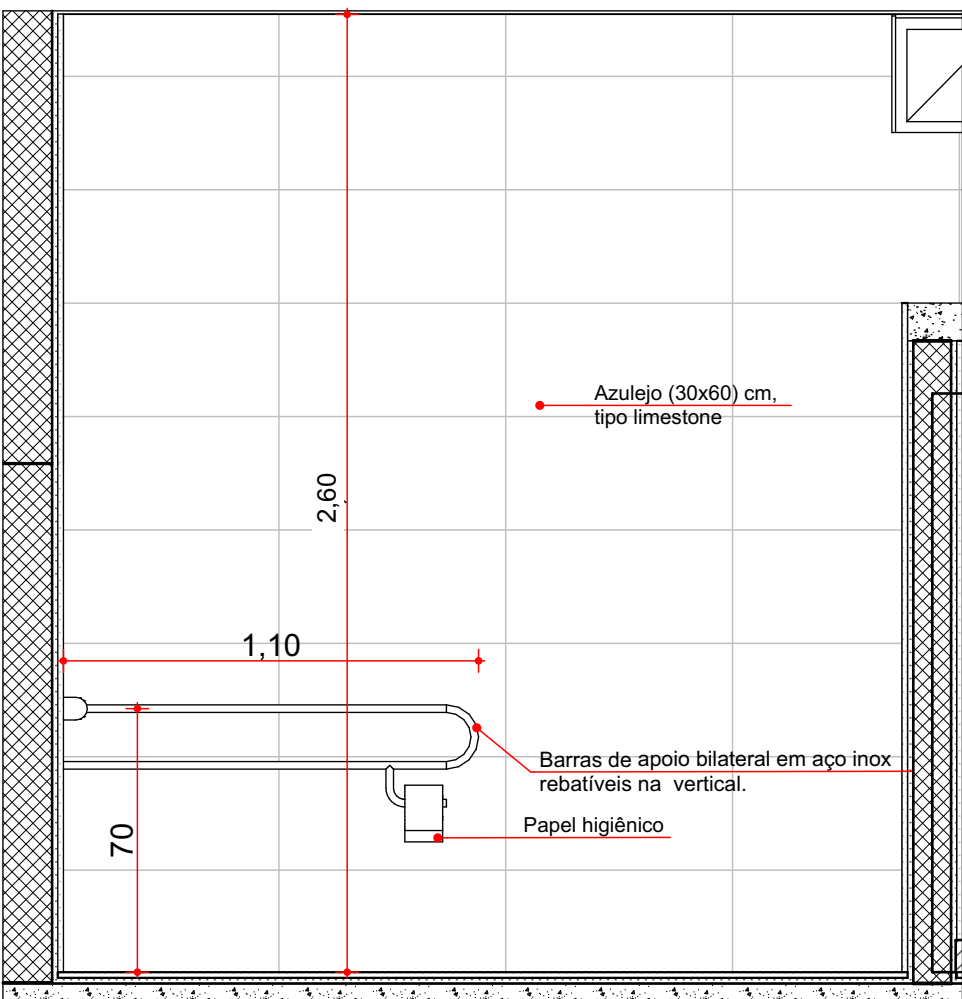 Azulejo (30x60) cm,
tipo limestone
2,60
1,10
Barras de apoio bilateral em aço inox
rebatíveis na vertical.
Papel higiênico
70